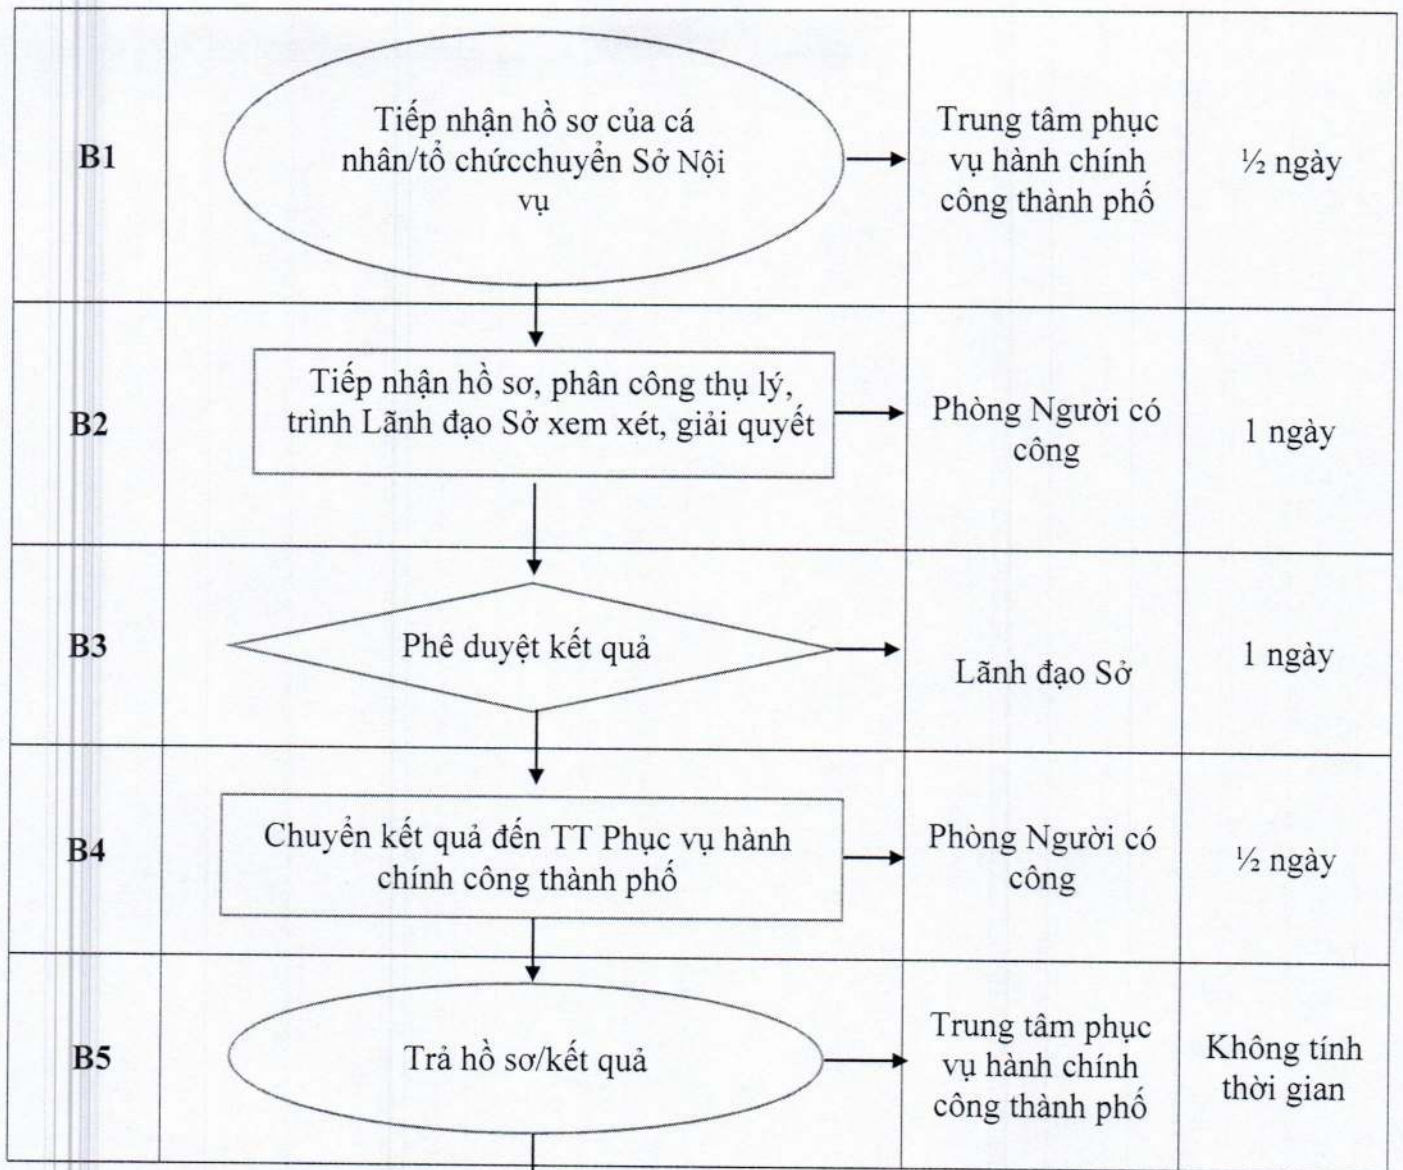 B1
Tiếp nhận hồ sơ của cá
nhân/tổ chứcchuyển Sở Nội
vụ
Trung tâm phục
vụ hành chính
công thành phố
½ ngày
B2
Tiếp nhận hồ sơ, phân công thụ lý,
trình Lãnh đạo Sở xem xét, giải quyết
Phòng Người có
công
1 ngày
B3
Phê duyệt kết quả
Lãnh đạo Sở
1 ngày
B4
Chuyển kết quả đến TT Phục vụ hành
chính công thành phố
Phòng Người có
công
½ ngày
B5
Trả hồ sơ/kết quả
Trung tâm phục
vụ hành chính
công thành phố
Không tính
thời gian